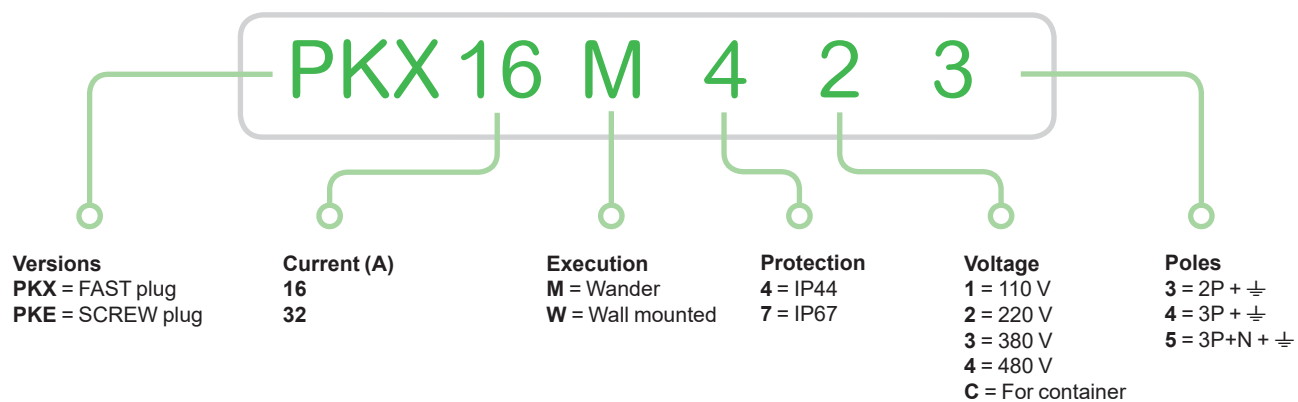 PKX 16 M 4 2 3
Versions
PKX = FAST plug
PKE = SCREW plug
Current (A)
16
32
Execution
M = Wander
W = Wall mounted
Protection
4 = IP44
7 = IP67
Voltage
1 = 110 V
2 = 220 V
3 = 380 V
4 = 480 V
C = For container
Poles
3 = 2P + ⏚
4 = 3P + ⏚
5 = 3P+N + ⏚